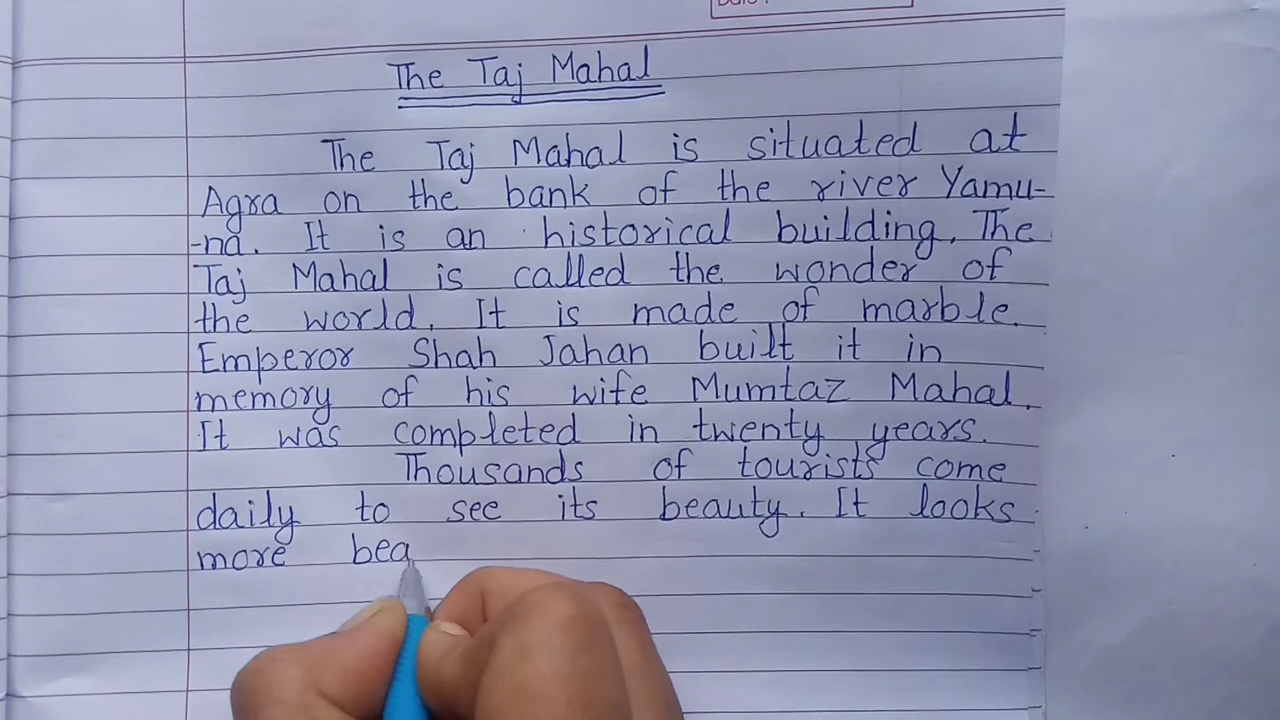 The Taj Mahal
The Taj Mahal is situated at
Agra on the bank of the river Yamu-
-na. It is an historical building. The
Taj Mahal is called the wonder of
the world. It is made of marble.
Emperor Shah Jahan built it in
memory of his wife Mumtaz Mahal.
It was completed in twenty years.
Thousands of tourists come
daily to see its beauty. It looks
more bea